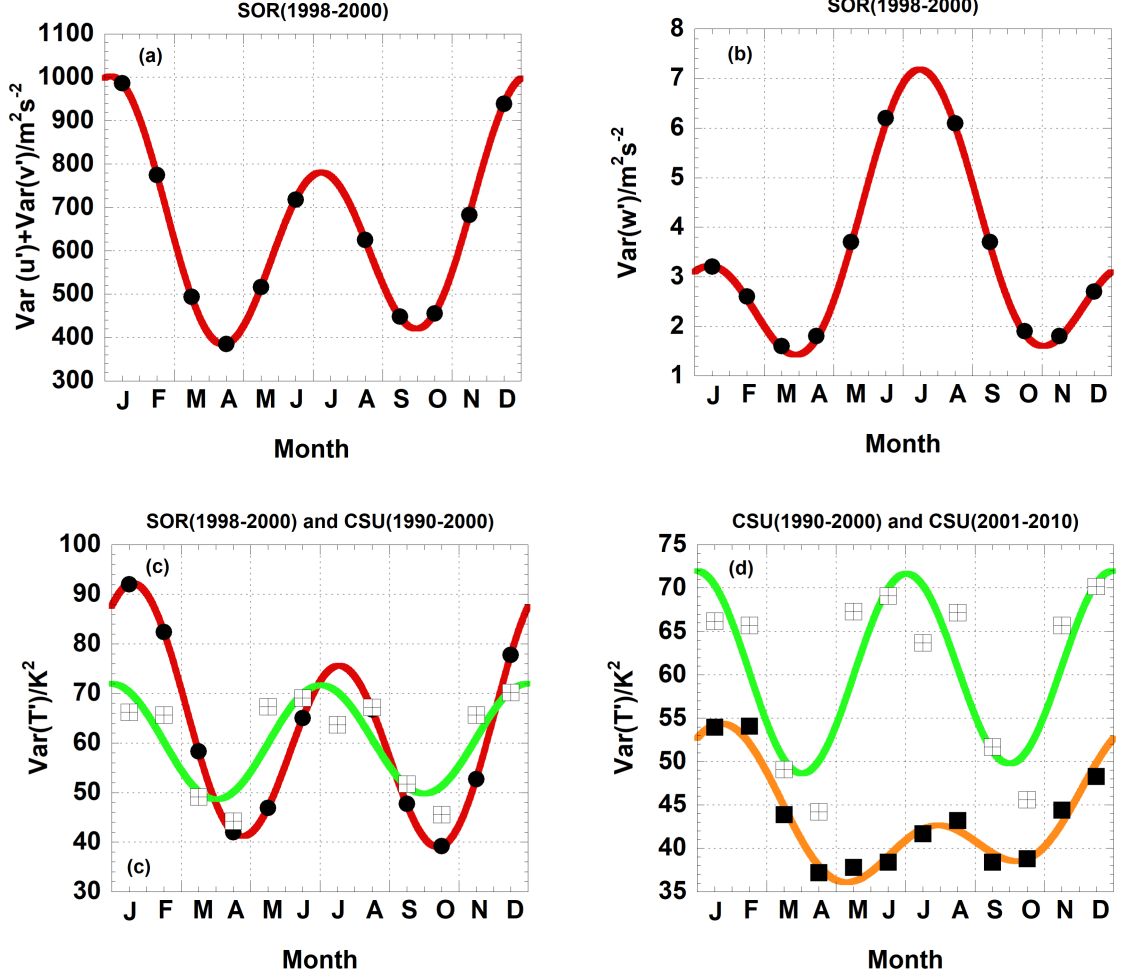 SOR(1998-2000)
(a)
Var (u')+Var(v')/m²s⁻²
1100
1000
900
800
700
600
500
400
300
J F M A M J J A S O N D
Month
SOR(1998-2000)
(b)
Var(w')/m²s⁻²
8
7
6
5
4
3
2
1
J F M A M J J A S O N D
Month
SOR(1998-2000) and CSU(1990-2000)
(c)
Var(T')/K²
100
90
80
70
60
50
40
30
(c)
J F M A M J J A S O N D
Month
CSU(1990-2000) and CSU(2001-2010)
(d)
Var(T')/K²
75
70
65
60
55
50
45
40
35
J F M A M J J A S O N D
Month